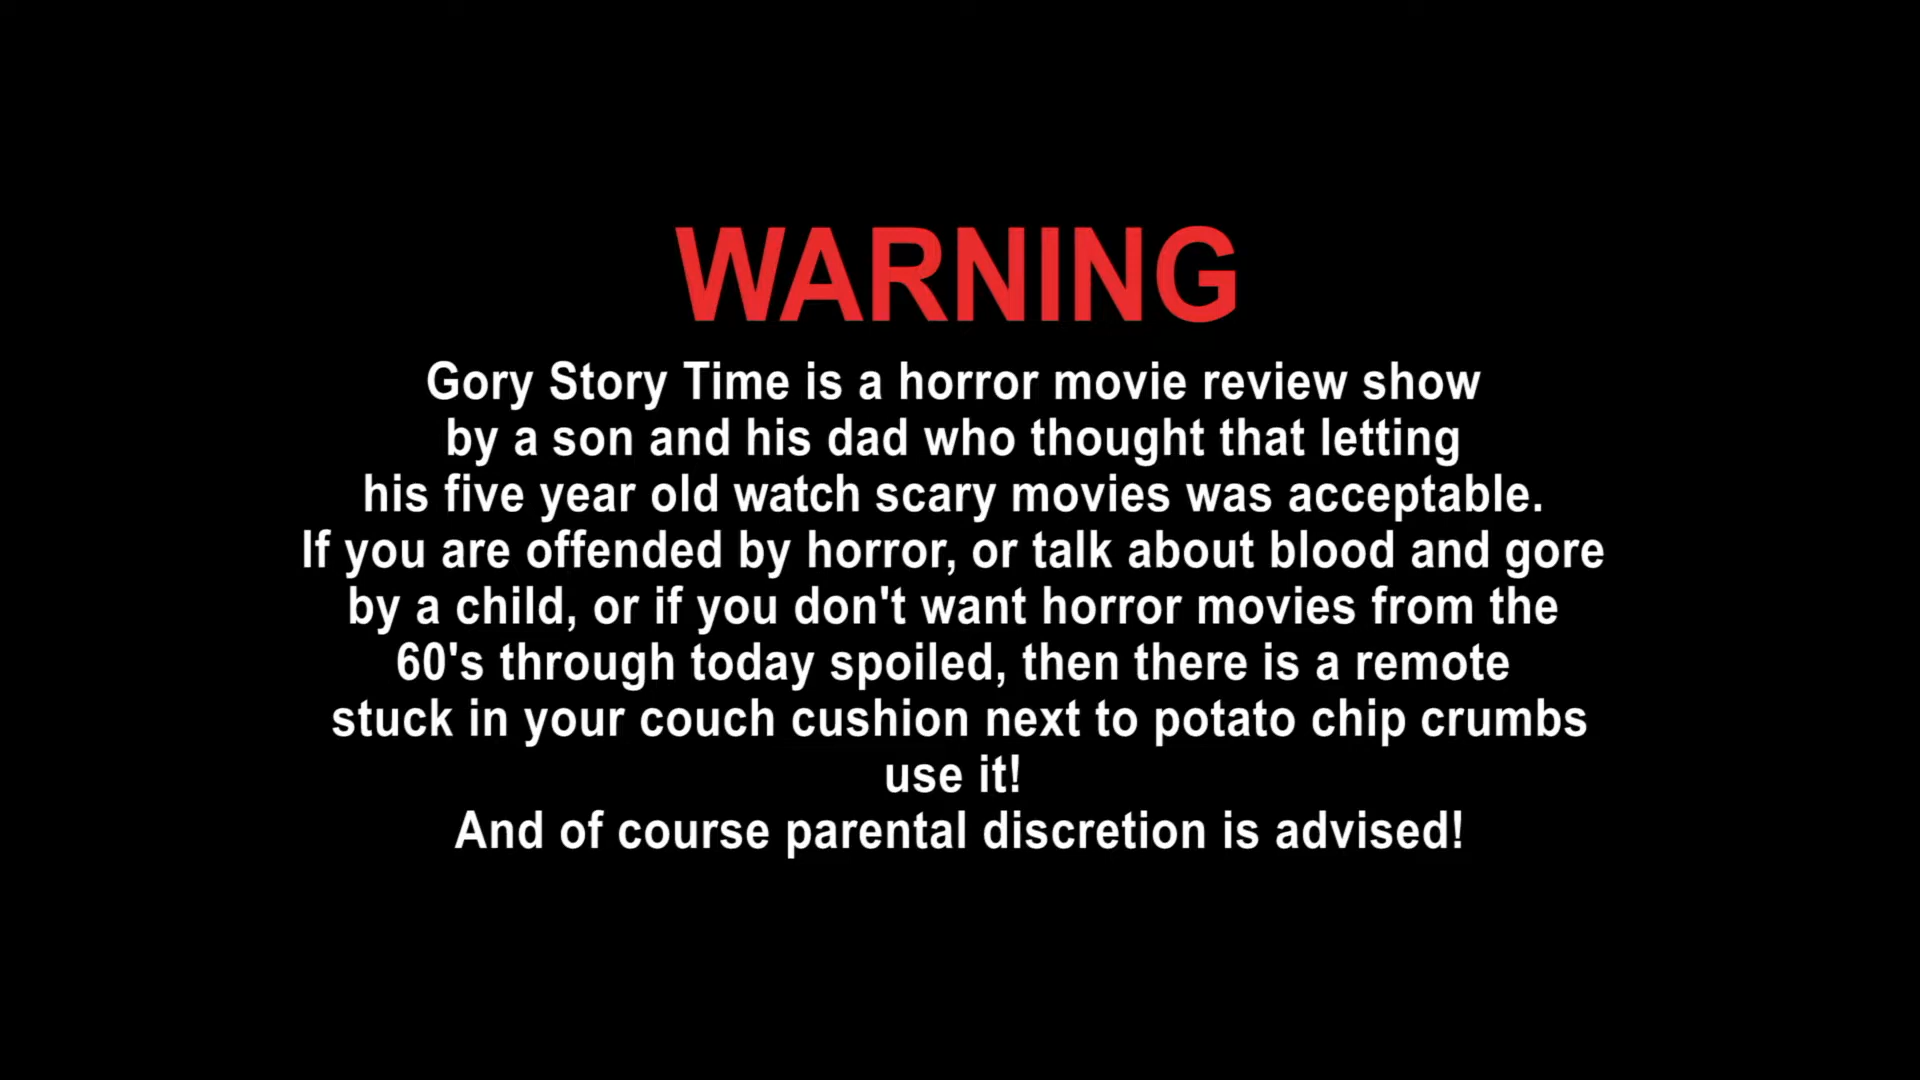 WARNING
Gory Story Time is a horror movie review show
by a son and his dad who thought that letting
his five year old watch scary movies was acceptable.
If you are offended by horror, or talk about blood and gore
by a child, or if you don't want horror movies from the
60's through today spoiled, then there is a remote
stuck in your couch cushion next to potato chip crumbs
use it!
And of course parental discretion is advised!